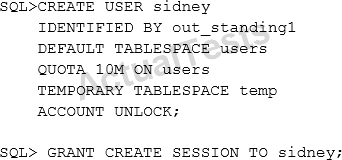 SQL>CREATE USER sidney
IDENTIFIED BY out_standing1
DEFAULT TABLESPACE users
QUOTA 10M ON users
TEMPORARY TABLESPACE temp
ACCOUNT UNLOCK;
SQL> GRANT CREATE SESSION TO sidney;
ActualTests